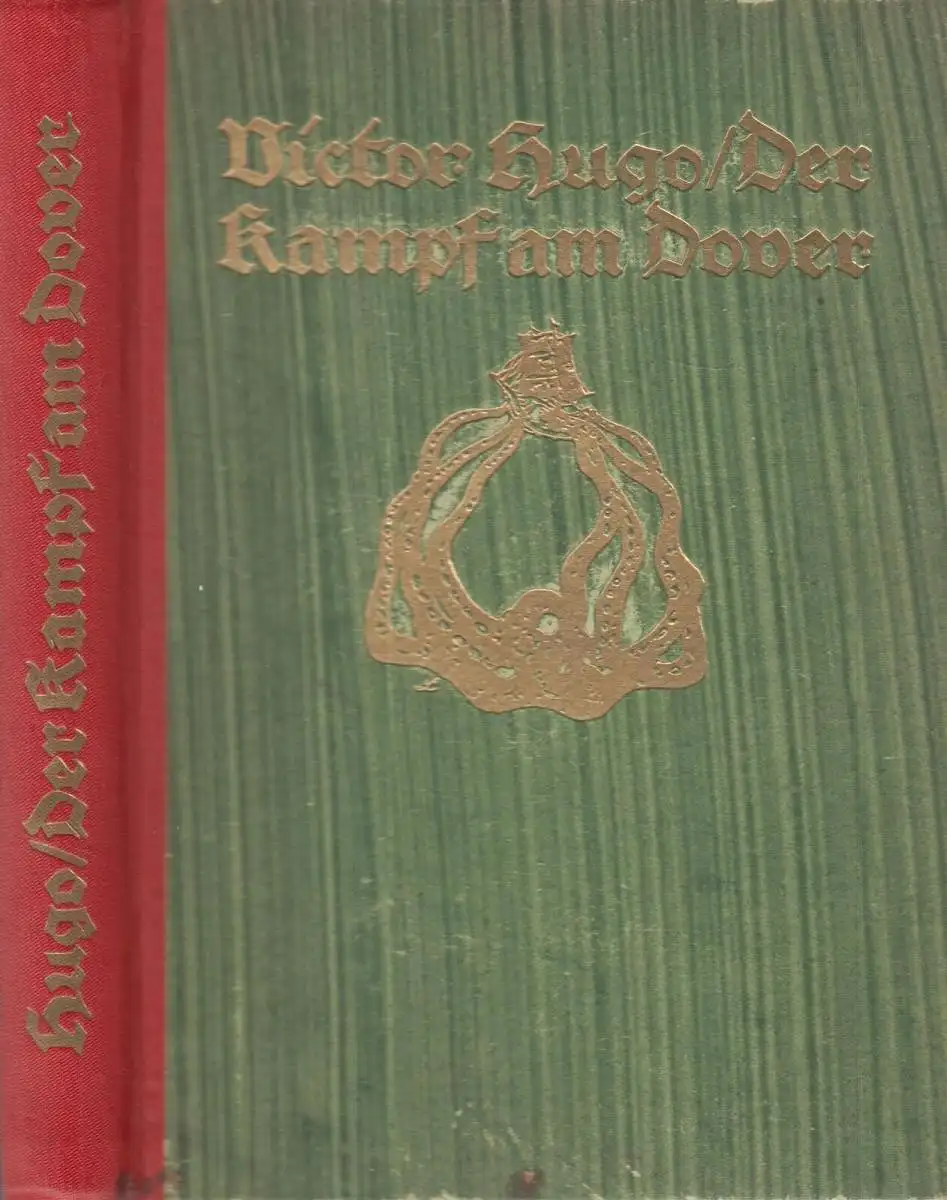 Victor Hugo/Der
Kampf am Dover
Hugo/Der Kampf am Dover